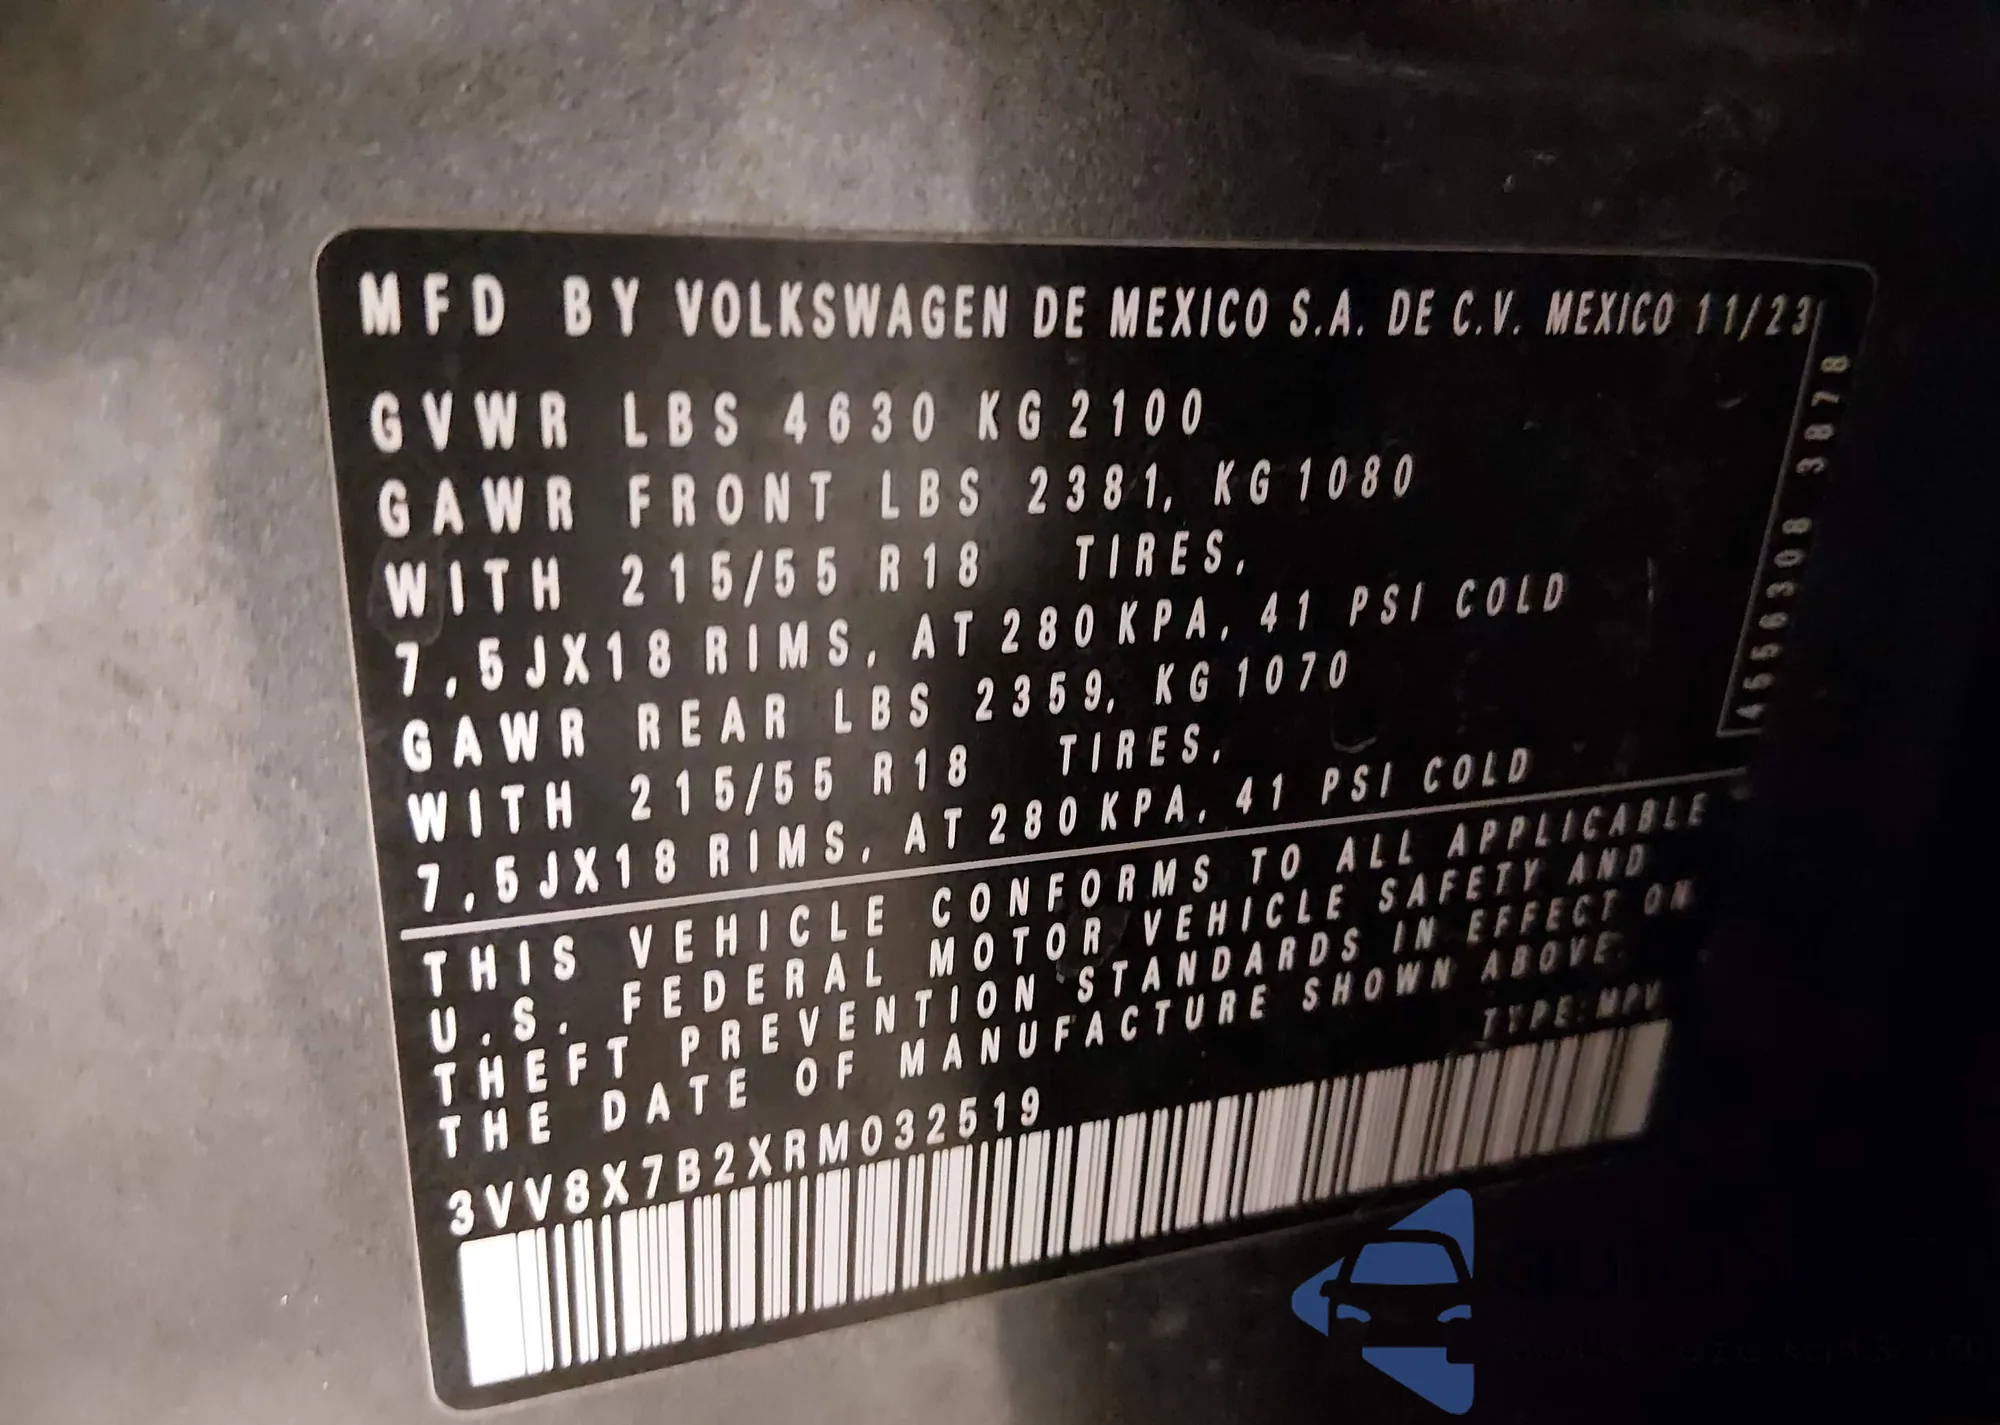 MFD BY VOLKSWAGEN DE MEXICO S.A. DE C.V. MEXICO 11/23
GVWR LBS 4630 KG 2100
GAWR FRONT LBS 2381, KG 1080
WITH 215/55 R18 TIRES,
7,5JX18 RIMS, AT 280 KPA, 41 PSI COLD
GAWR REAR LBS 2359, KG 1070
WITH 215/55 R18 TIRES,
7,5JX18 RIMS, AT 280 KPA, 41 PSI COLD
4556308 3878
THIS VEHICLE CONFORMS TO ALL APPLICABLE
U.S. FEDERAL MOTOR VEHICLE SAFETY AND
THEFT PREVENTION STANDARDS IN EFFECT ON
THE DATE OF MANUFACTURE SHOWN ABOVE.
TYPE: MPV
3VV8X7B2XRM032519